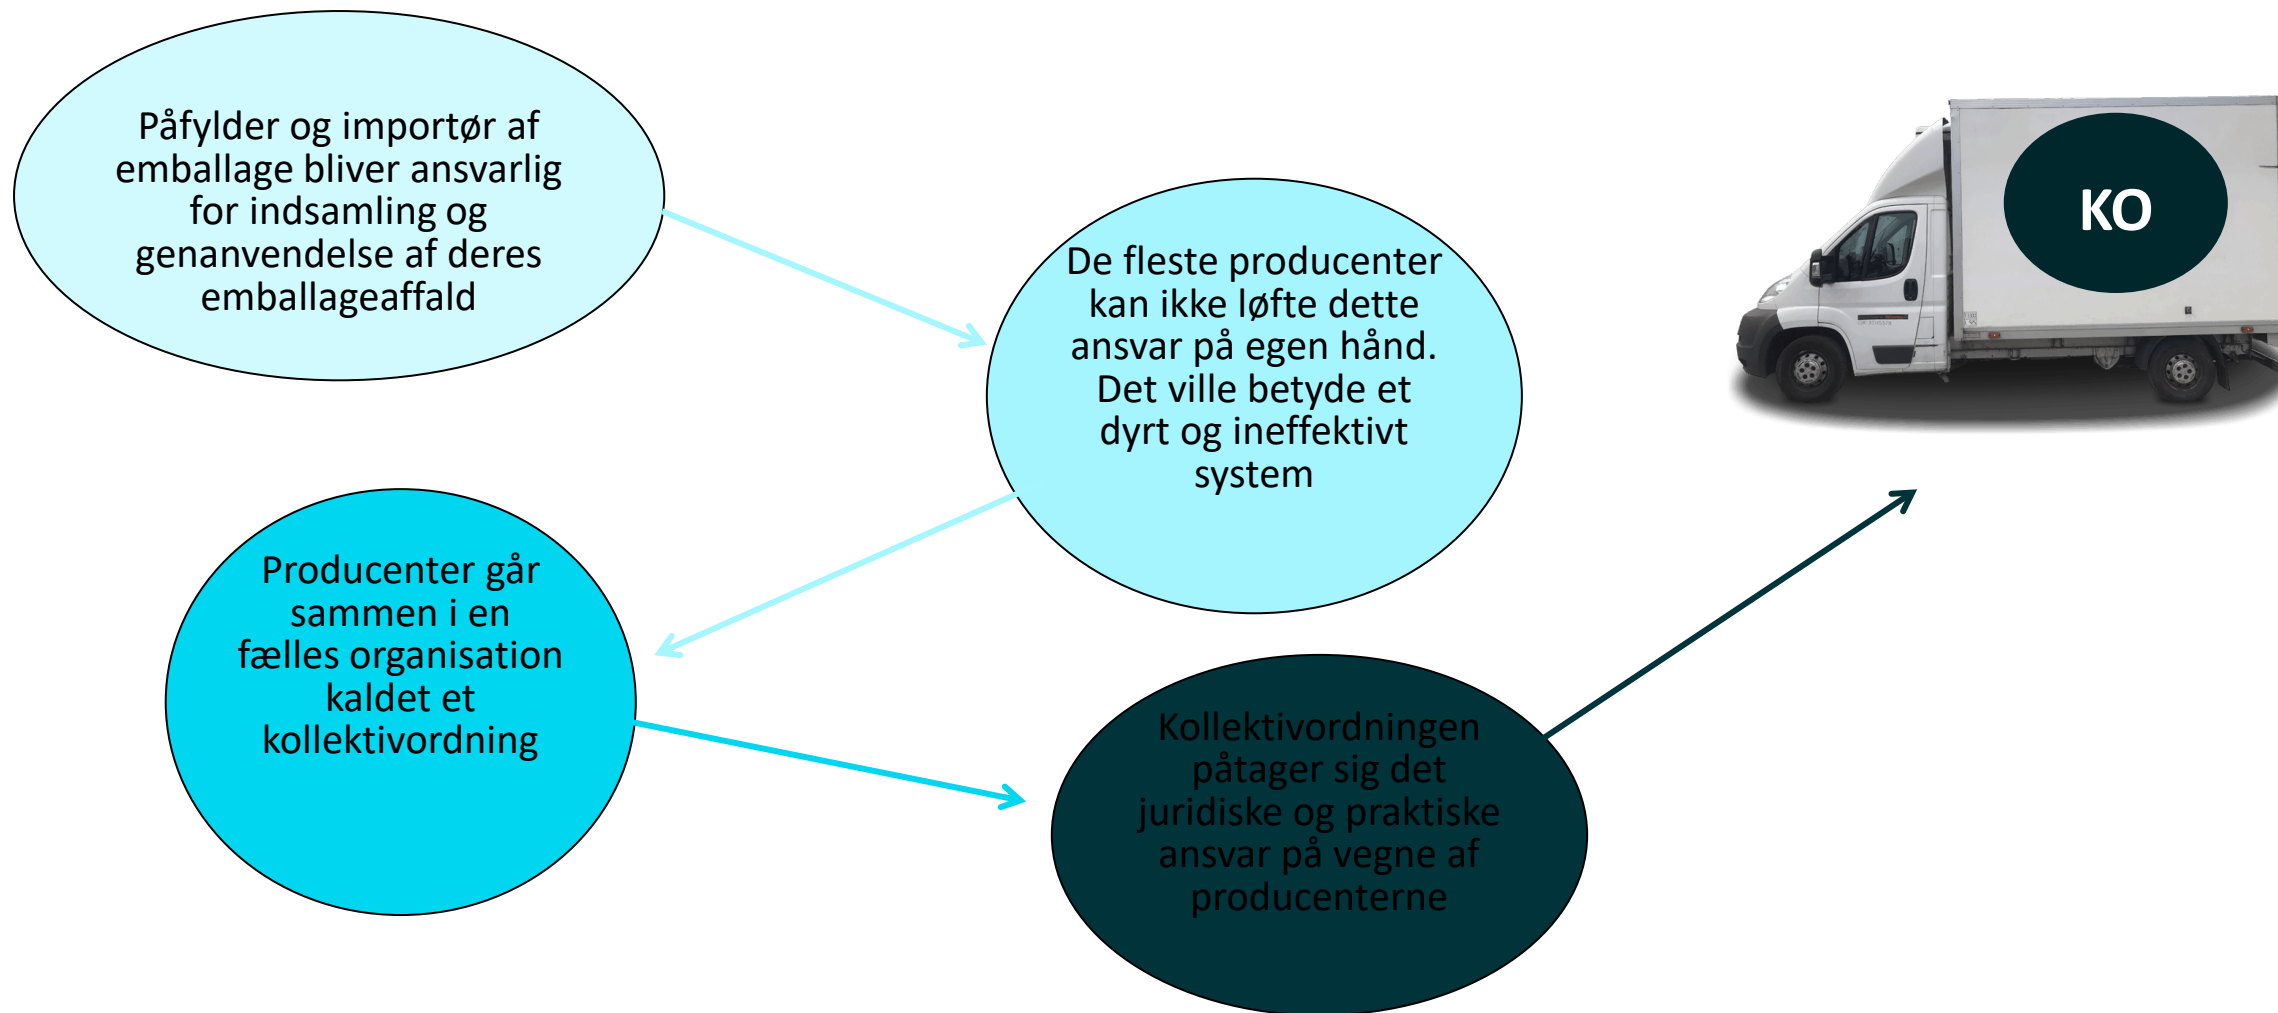 Påfylder og importør af
emballage bliver ansvarlig
for indsamling og
genanvendelse af deres
emballageaffald
De fleste producenter
kan ikke løfte dette
ansvar på egen hånd.
Det ville betyde et
dyrt og ineffektivt
system
Producenter går
sammen i en
fælles organisation
kaldet et
kollektivordning
Kollektivordningen
påtager sig det
juridiske og praktiske
ansvar på vegne af
producenterne
KO